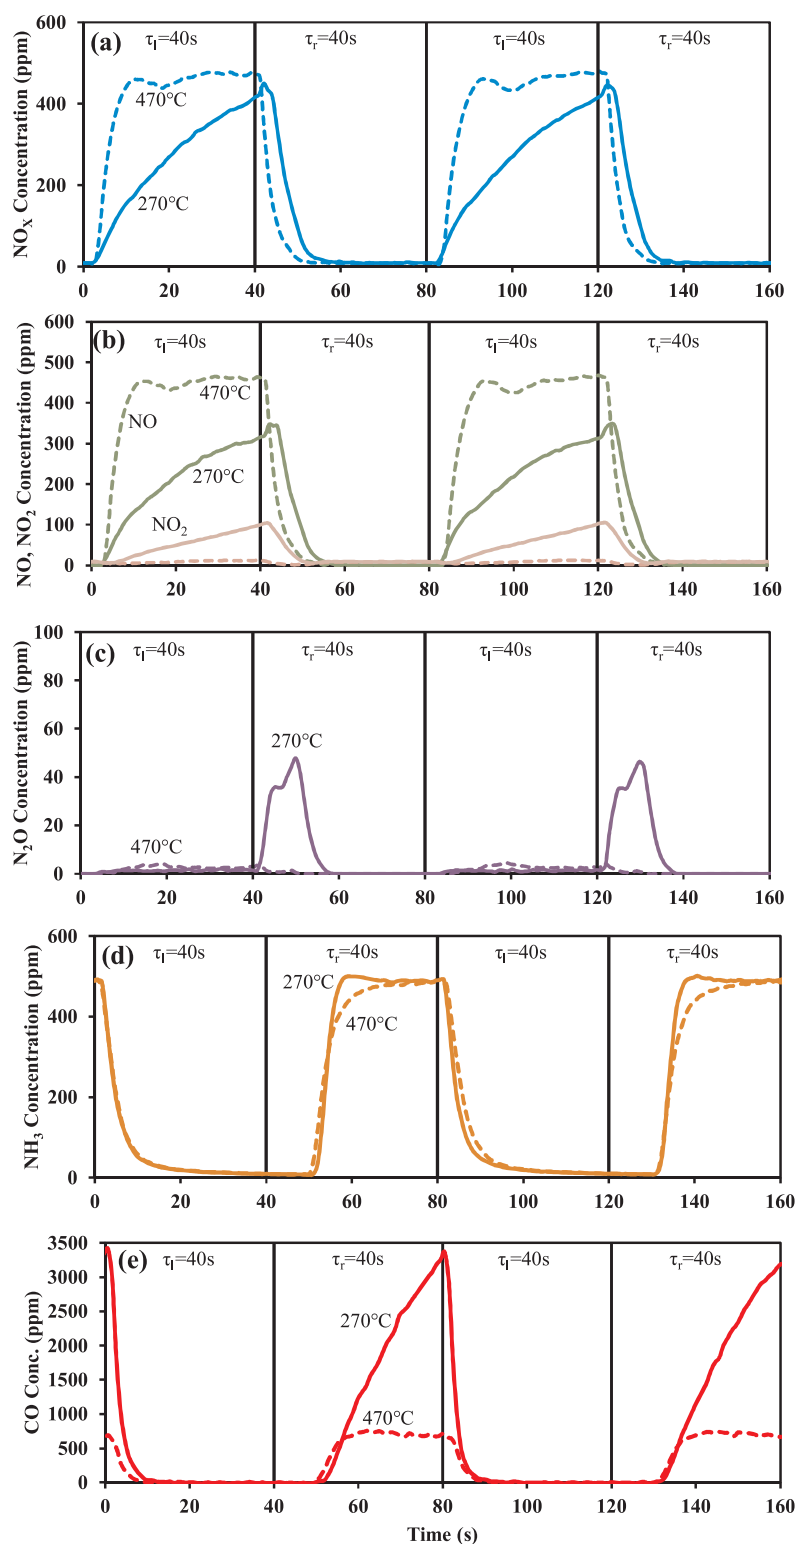 (a) τl=40s τr=40s τl=40s τr=40s
NOX Concentration (ppm)
600
400
200
0
470°C
270°C
0 20 40 60 80 100 120 140 160
(b) τl=40s τr=40s τl=40s τr=40s
NO, NO2 Concentration (ppm)
600
500
400
300
200
100
0
470°C
NO
270°C
NO2
0 20 40 60 80 100 120 140 160
(c) τl=40s τr=40s τl=40s τr=40s
N2O Concentration (ppm)
100
80
60
40
20
0
270°C
470°C
0 20 40 60 80 100 120 140 160
(d) τl=40s τr=40s τl=40s τr=40s
NH3 Concentration (ppm)
600
400
200
0
270°C
470°C
0 20 40 60 80 100 120 140 160
(e) τl=40s τr=40s τl=40s τr=40s
CO Conc. (ppm)
3500
3000
2500
2000
1500
1000
500
0
270°C
470°C
0 20 40 60 80 100 120 140 160
Time (s)